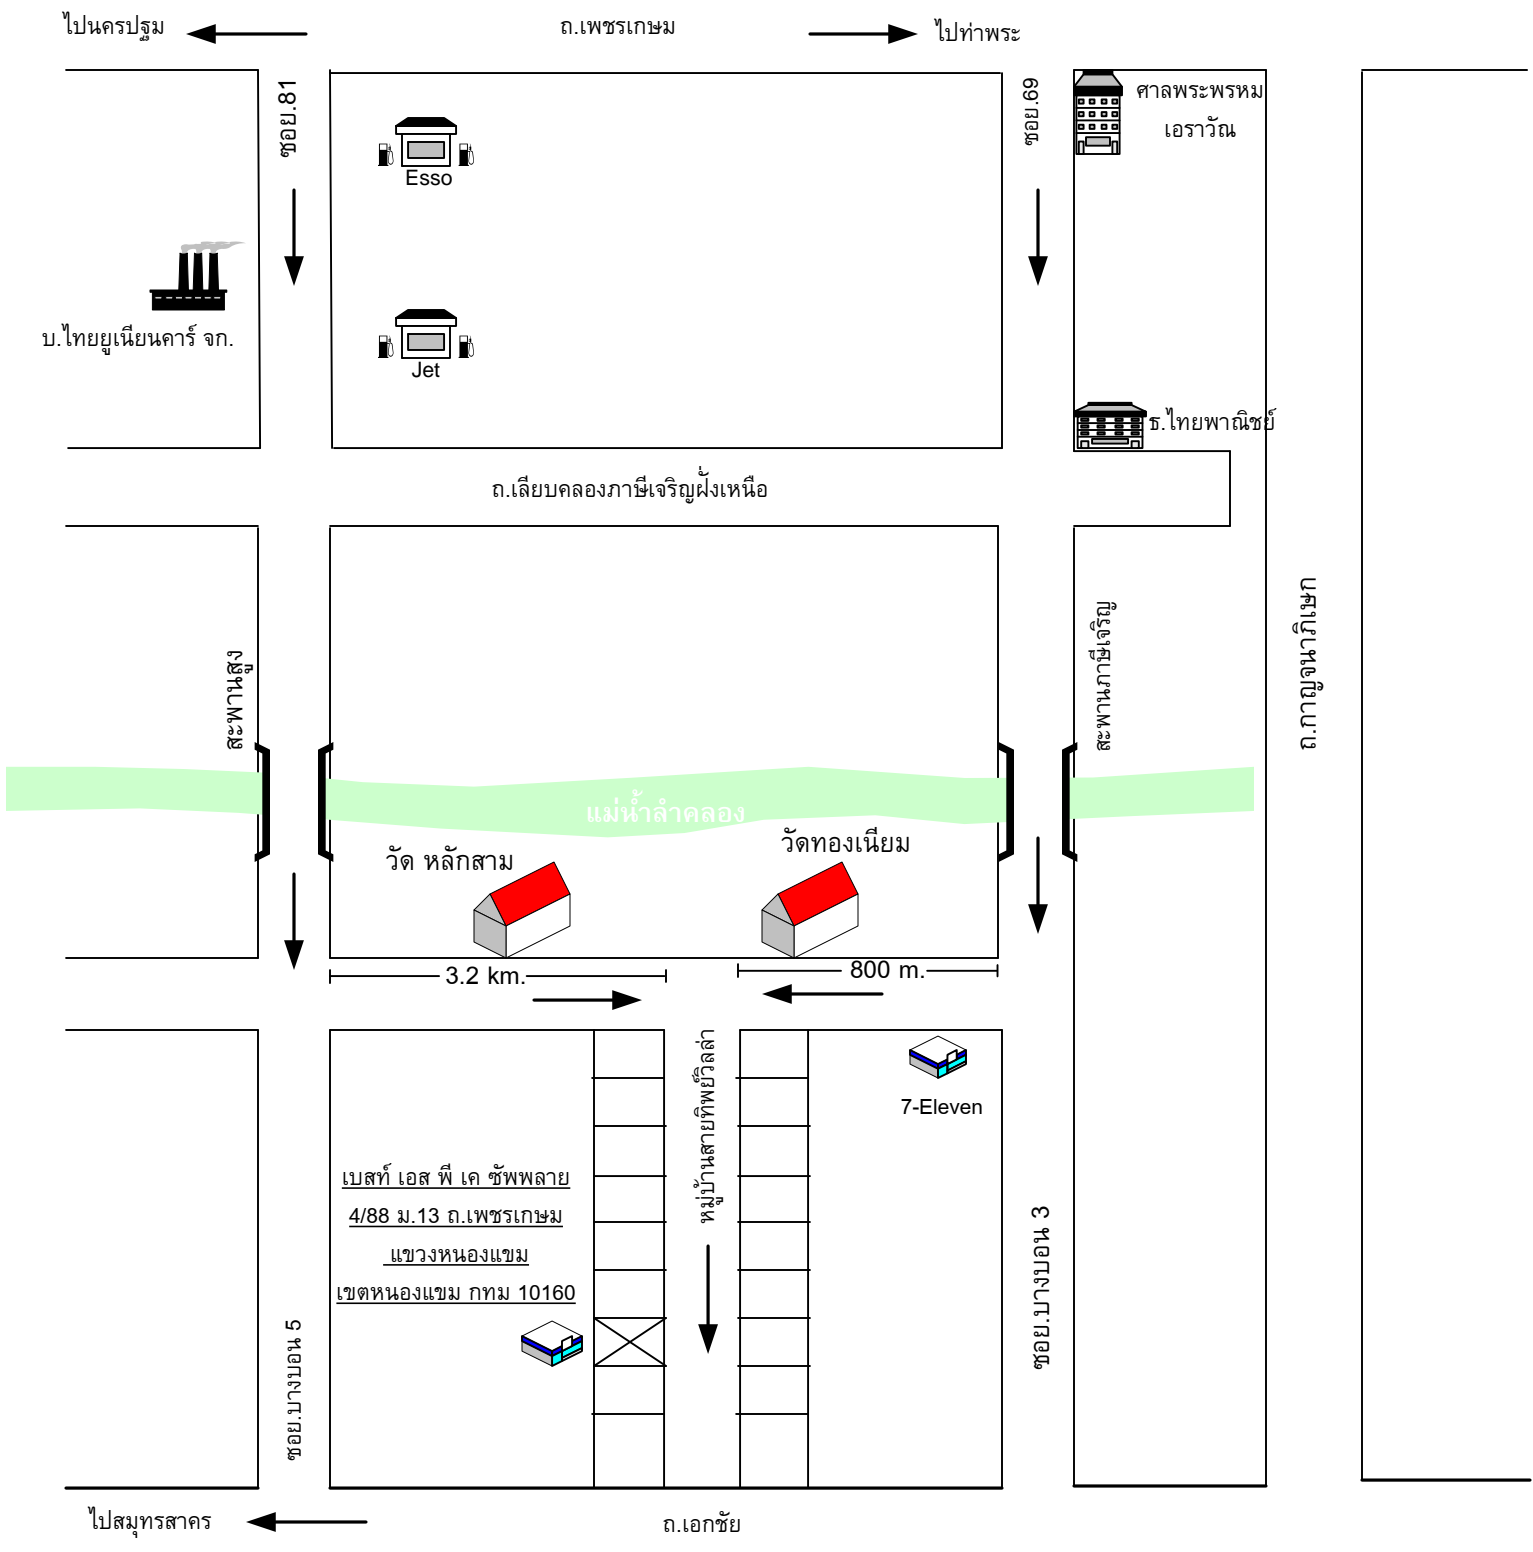 ไปนครปฐม
ถ.เพชรเกษม
ไปท่าพระ
ซอย.81
ซอย.69
ศาลพระพรหม
เอราวัณ
Esso
บ.ไทยยูเนียนคาร์ จก.
Jet
ธ.ไทยพาณิชย์
ถ.เลียบคลองภาษีเจริญฝั่งเหนือ
สะพานสูง
สะพานภาษีเจริญ
ถ.กาญจนาภิเษก
แม่น้ำลำคลอง
วัด หลักสาม
วัดทองเนียม
3.2 km.
800 m.
หมู่บ้านสายทิพย์วิลล่า
7-Eleven
เบสท์ เอส พี เค ซัพพลาย
4/88 ม.13 ถ.เพชรเกษม
แขวงหนองแขม
เขตหนองแขม กทม 10160
ซอย.บางบอน 3
ซอย.บางบอน 5
ไปสมุทรสาคร
ถ.เอกชัย